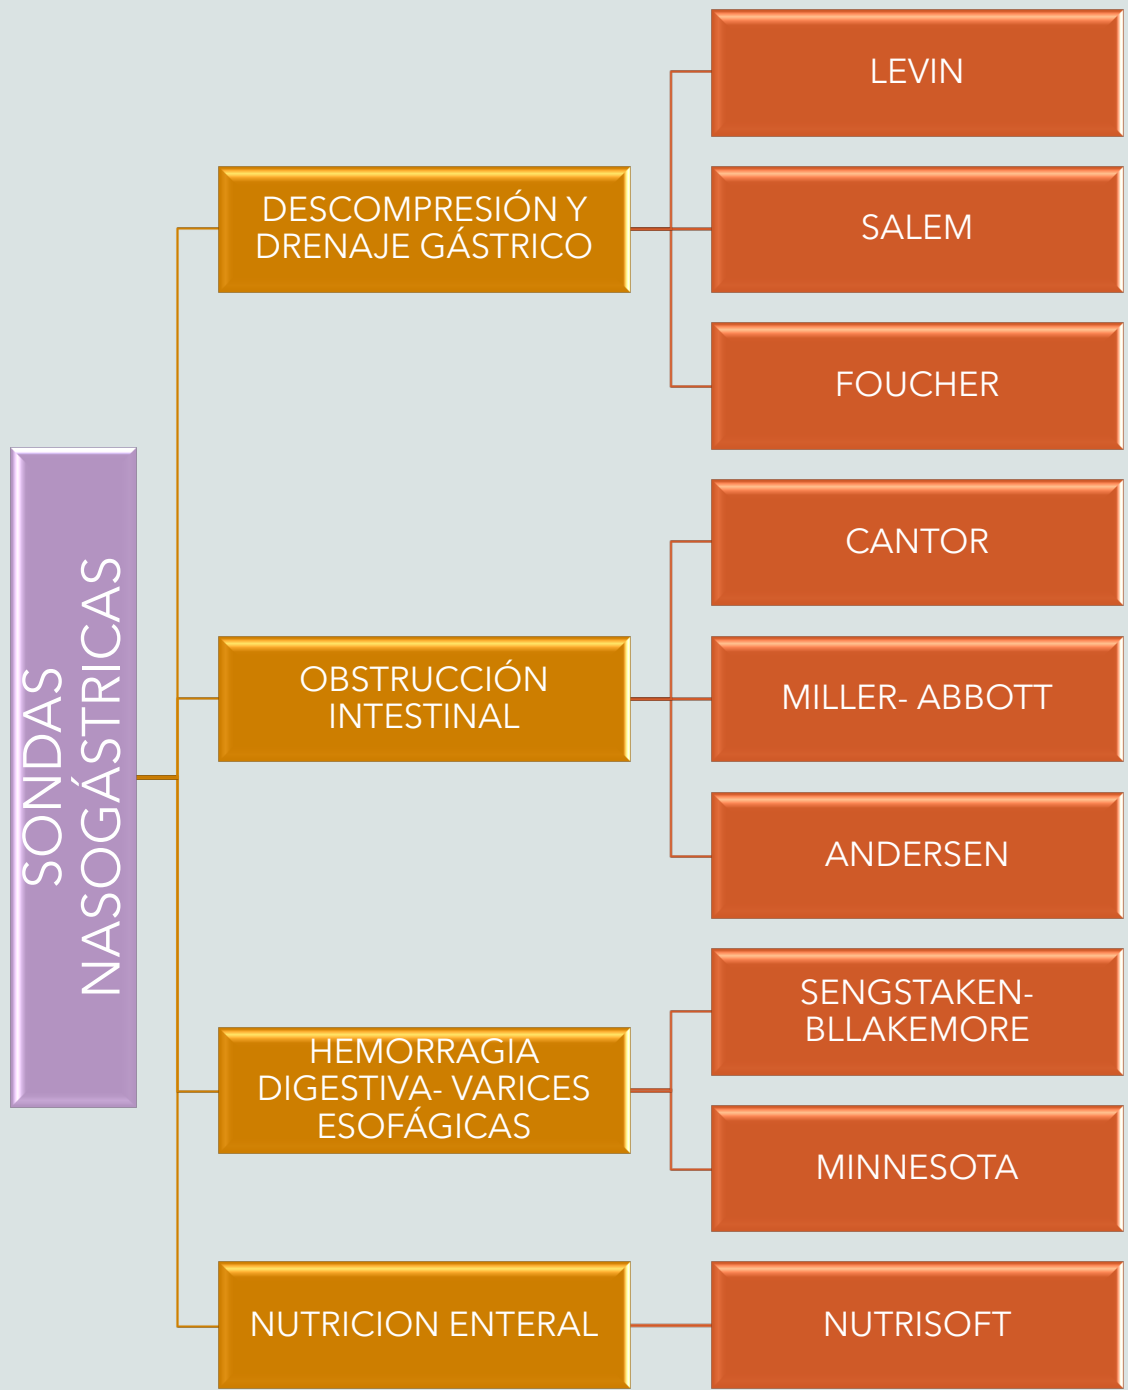 SONDAS
NASOGÁSTRICAS
DESCOMPRESIÓN Y
DRENAJE GÁSTRICO
LEVIN
SALEM
FOUCHER
OBSTRUCCIÓN
INTESTINAL
CANTOR
MILLER- ABBOTT
ANDERSEN
HEMORRAGIA
DIGESTIVA- VARICES
ESOFÁGICAS
SENGSTAKEN-
BLLAKEMORE
MINNESOTA
NUTRICION ENTERAL
NUTRISOFT